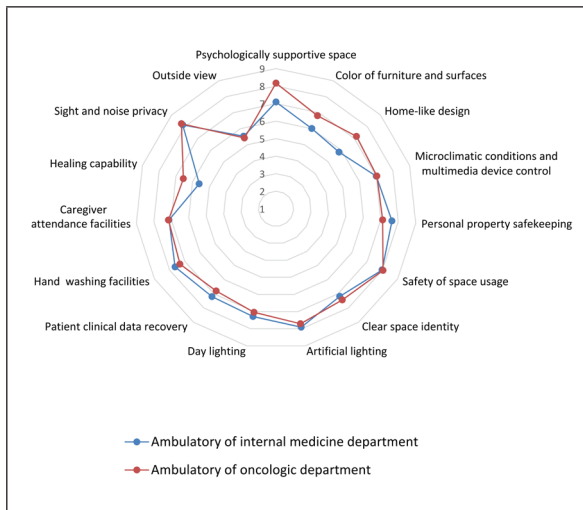 Psychologically supportive space
Outside view
Color of furniture and surfaces
Sight and noise privacy
Home-like design
Healing capability
Microclimatic conditions and
multimedia device control
Caregiver
attendance facilities
Personal property safekeeping
Hand washing facilities
Safety of space usage
Patient clinical data recovery
Clear space identity
Day lighting
Artificial lighting
9
8
7
6
5
4
3
2
1
Ambulatory of internal medicine department
Ambulatory of oncologic department